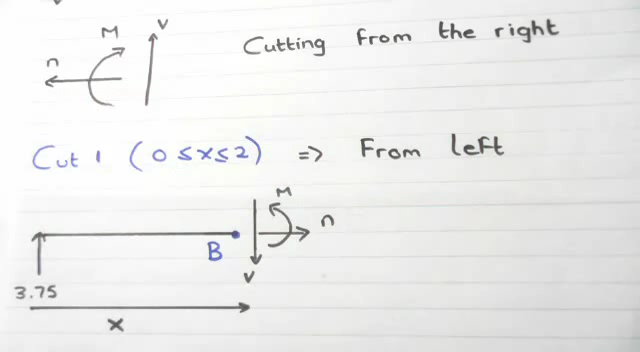 M V
n
Cutting from the right
Cut 1 (0 ≤ x ≤ 2) => From left
M
n
B
V
3.75
x